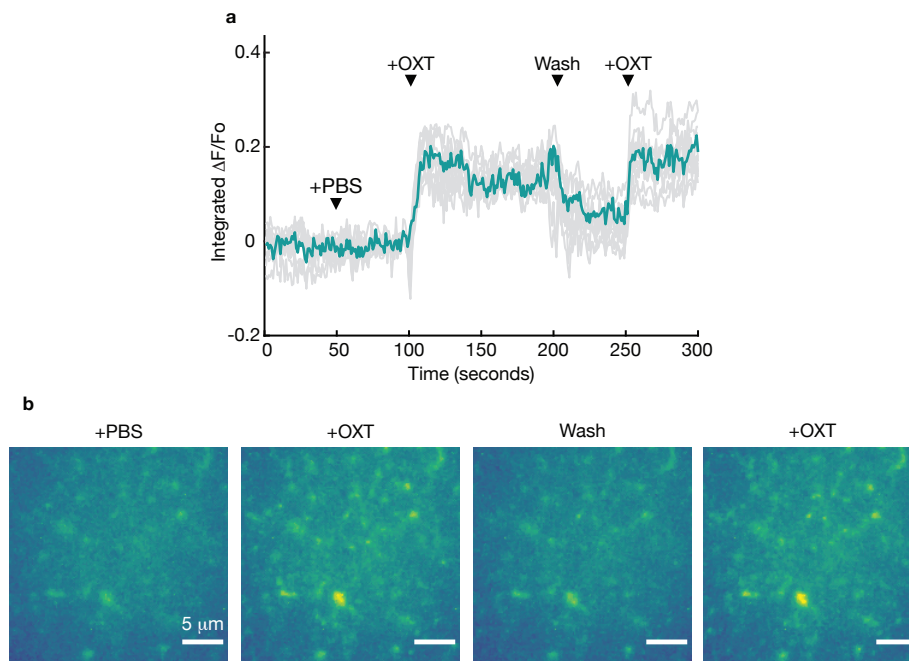 a
0.4
+OXT
Wash
+OXT
0.2
+PBS
0
-0.2
Integrated ΔF/Fo
0
50
100
150
200
250
300
Time (seconds)
b
+PBS
+OXT
Wash
+OXT
5 μm